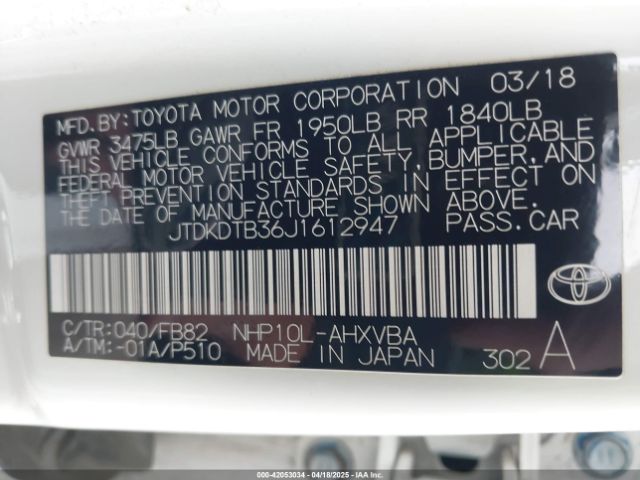 MFD.BY:TOYOTA MOTOR CORPORATION 03/18
GVWR 3475LB GAWR FR 1950LB RR 1840LB
THIS VEHICLE CONFORMS TO ALL APPLICABLE
FEDERAL MOTOR VEHICLE SAFETY,BUMPER,AND
THEFT PREVENTION STANDARDS IN EFFECT ON
THE DATE OF MANUFACTURE SHOWN ABOVE.
JTDKDTB36J1612947 PASS.CAR
C/TR:040/FB82 NHP10L-AHXVBA
A/TM:-01A/P510 MADE IN JAPAN 302 A
000-42053034 - 04/18/2025 - IAA Inc.